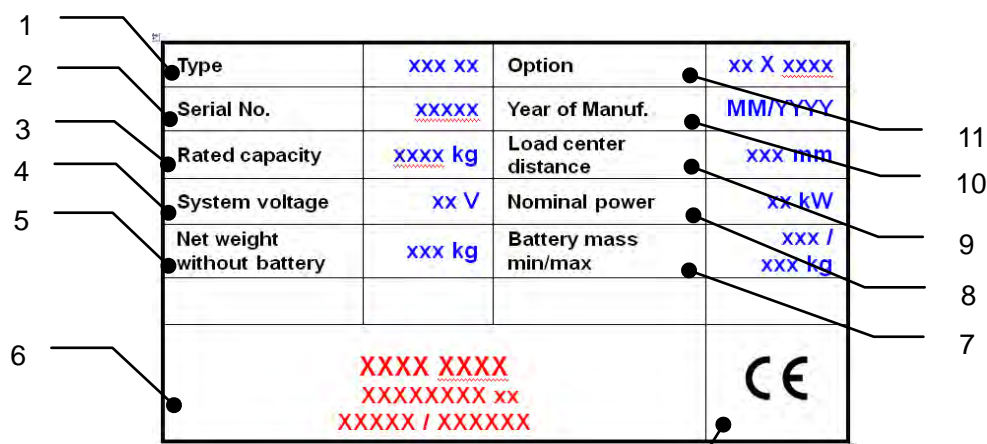 1
2
3
4
5
6
Type xxx xx Option xx X xxxx
Serial No. xxxxx Year of Manuf. MM/YYYY
Rated capacity xxxx kg Load center
distance xxx mm
System voltage xx V Nominal power xx kW
Net weight
without battery xxx kg Battery mass
min/max xxx /
xxx kg
XXXX XXXX
XXXXXXXX xx
XXXXX / XXXXXX
CE
11
10
9
8
7